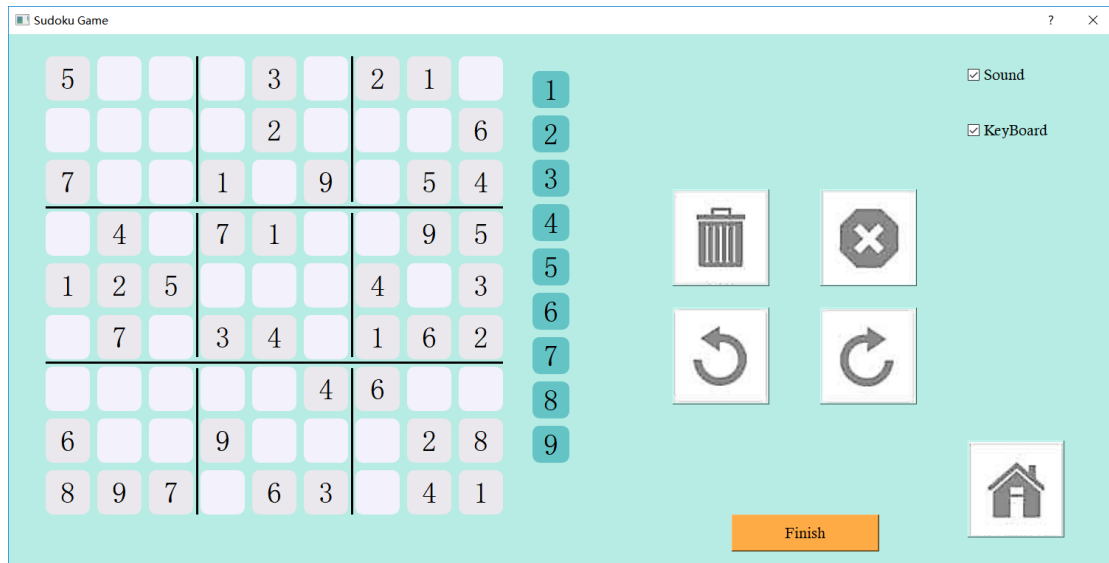 Sudoku Game ?
5 3 2 1
2 6
7 1 9 5 4
4 7 1 9 5
1 2 5 4 3
7 3 4 1 6 2
4 6
6 9 2 8
8 9 7 6 3 4 1
1
2
3
4
5
6
7
8
9
Sound
KeyBoard
Finish